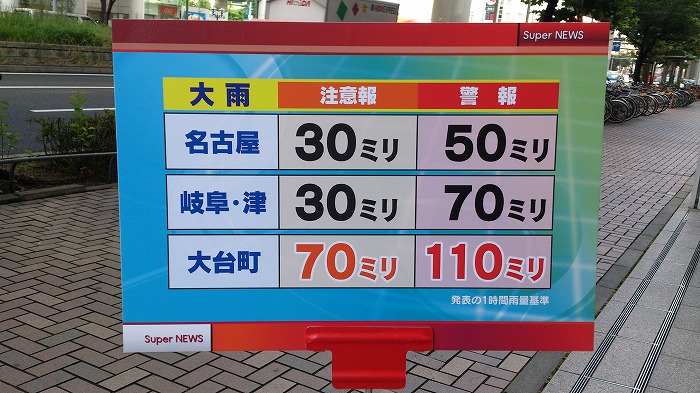 Super NEWS
大雨 注意報 警報
名古屋 30ミリ 50ミリ
岐阜・津 30ミリ 70ミリ
大台町 70ミリ 110ミリ
発表の1時間雨量基準
Super NEWS